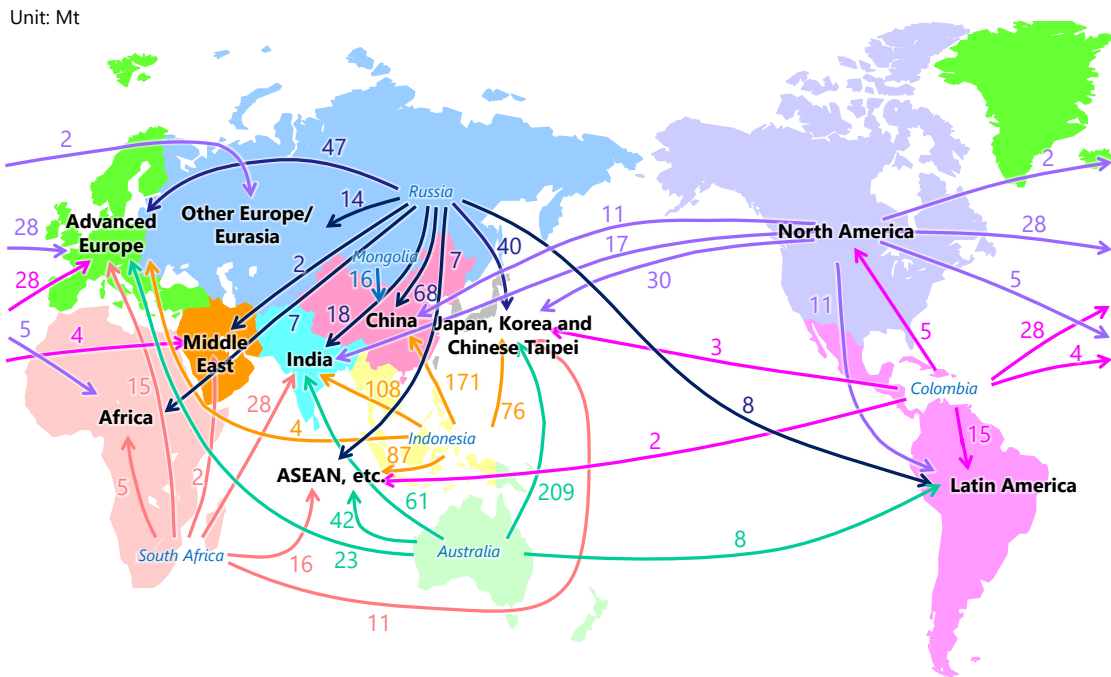 Unit: Mt
2
47
2
Russia
14
Advanced
Europe
Other Europe/
Eurasia
11
28
28
North America
17
40
2
7
Mongolia
16
30
5
28
68
11
18
7
5
China
Japan, Korea and
Chinese Taipei
4
Middle
East
India
5
28
3
4
15
108
171
Colombia
28
76
8
Africa
4
Indonesia
2
15
87
ASEAN, etc.
Latin America
5
2
61
209
42
8
South Africa
16
23
Australia
11